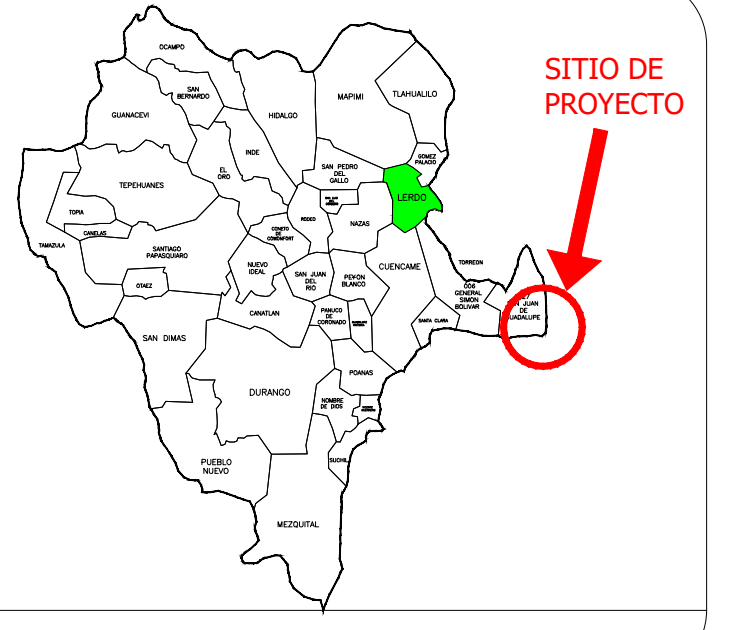 SITIO DE
PROYECTO
OCAMPO
SAN
BERNARDO
GUANACEVI
HIDALGO
MAPIMI
TLAHUALILO
INDE
EL
ORO
SAN PEDRO
DEL
GALLO
GOMEZ
PALACIO
LERDO
TEPEHUANES
TOPIA
CANELAS
TAMAZULA
SANTIAGO
PAPASQUIARO
OTAEZ
CONETO
DE
COMONFORT
RODEO
NAZAS
NUEVO
IDEAL
SAN JUAN
DEL
RIO
PEYON
BLANCO
CUENCAME
TORREON
006
GENERAL
SIMON
BOLIVAR
SANTA CLARA
JUAN
DE
GUADALUPE
SAN DIMAS
CANATLAN
PANUCO
DE
CORONADO
DURANGO
POANAS
NOMBRE
DE DIOS
SUCHIL
PUEBLO
NUEVO
MEZQUITAL